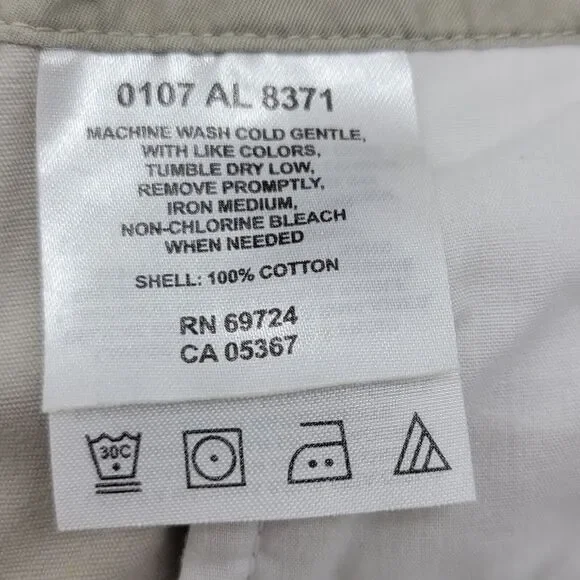 0107 AL 8371
MACHINE WASH COLD GENTLE,
WITH LIKE COLORS,
TUMBLE DRY LOW,
REMOVE PROMPTLY,
IRON MEDIUM,
NON-CHLORINE BLEACH
WHEN NEEDED
SHELL: 100% COTTON
RN 69724
CA 05367
30C